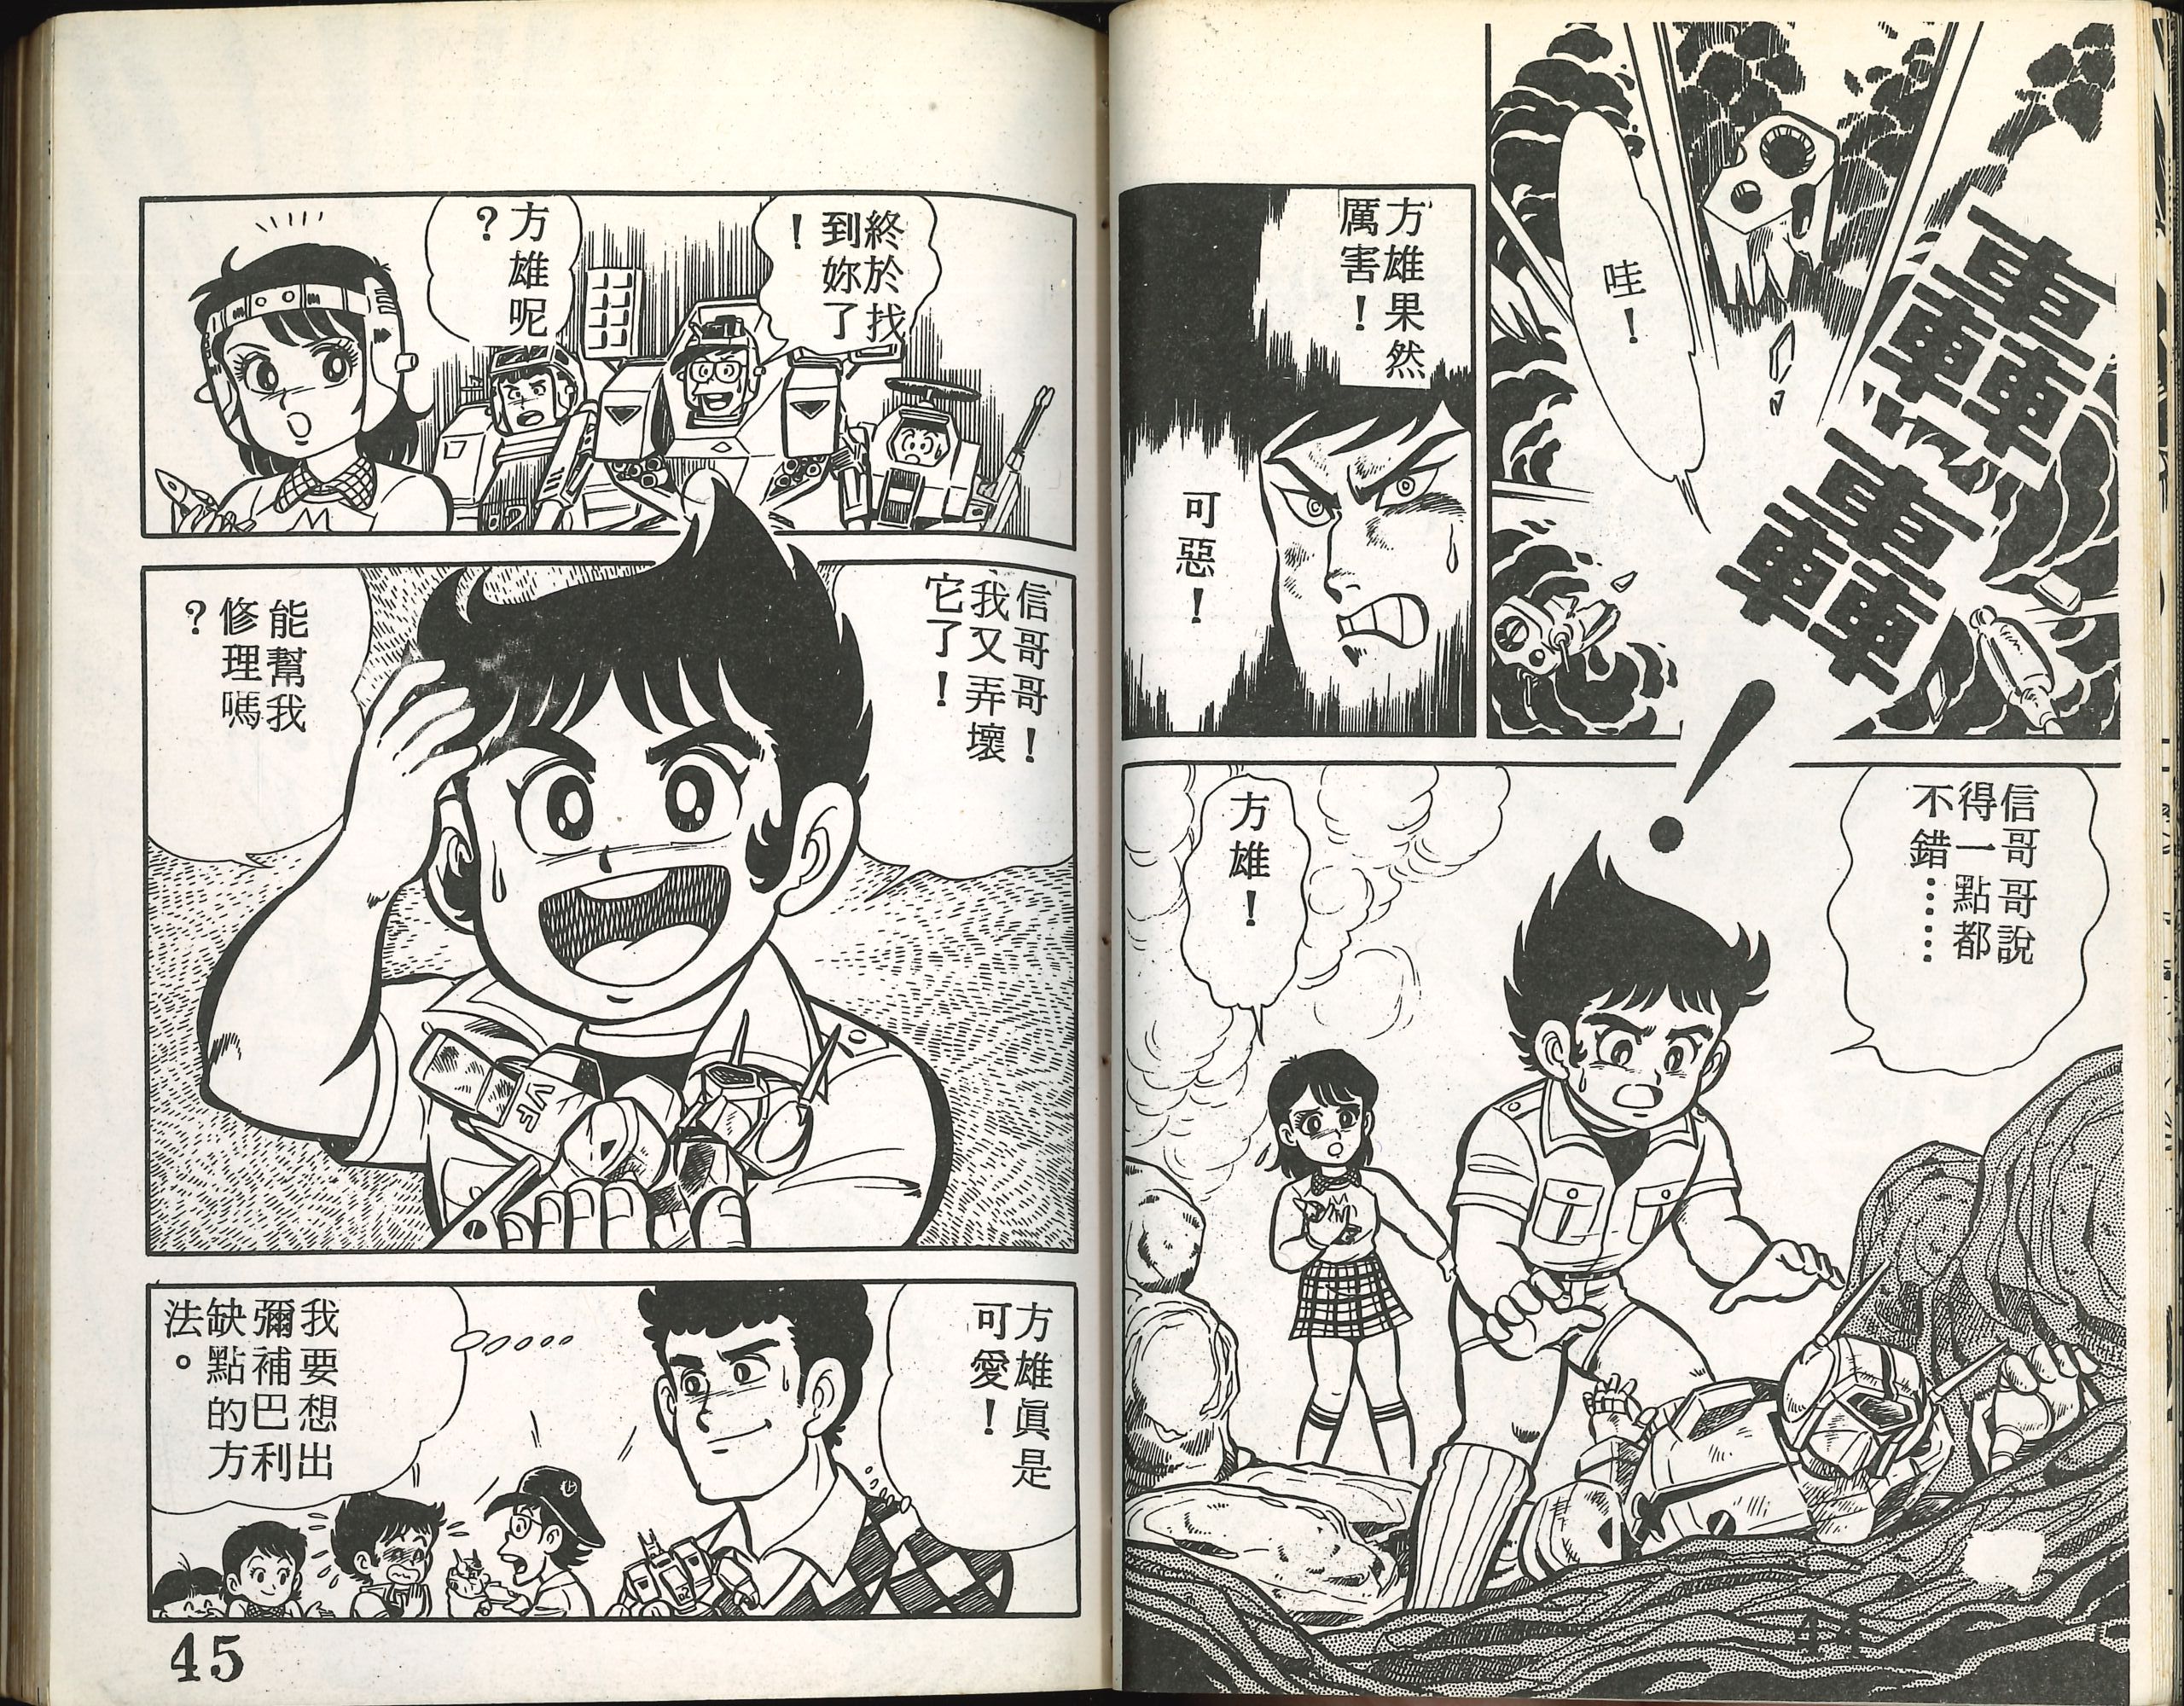 轟轟！
哇！
方雄果然
厲害！
可惡！
信哥哥說
得一點都
不錯……
方雄！
終於找
到妳了
！
方雄呢
？
信哥哥！
我又弄壞
它了！
能幫我
修理嗎
？
VF
方雄真是
可愛！
我要想出
彌補巴利
缺點的方
法。
45